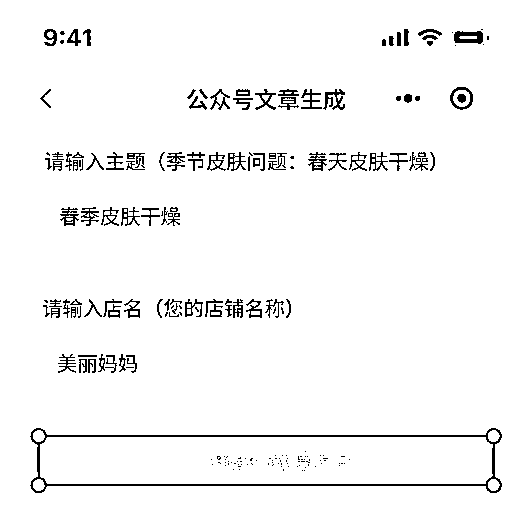 9:41
公众号文章生成
请输入主题（季节皮肤问题：春天皮肤干燥）
春季皮肤干燥
请输入店名（您的店铺名称）
美丽妈妈